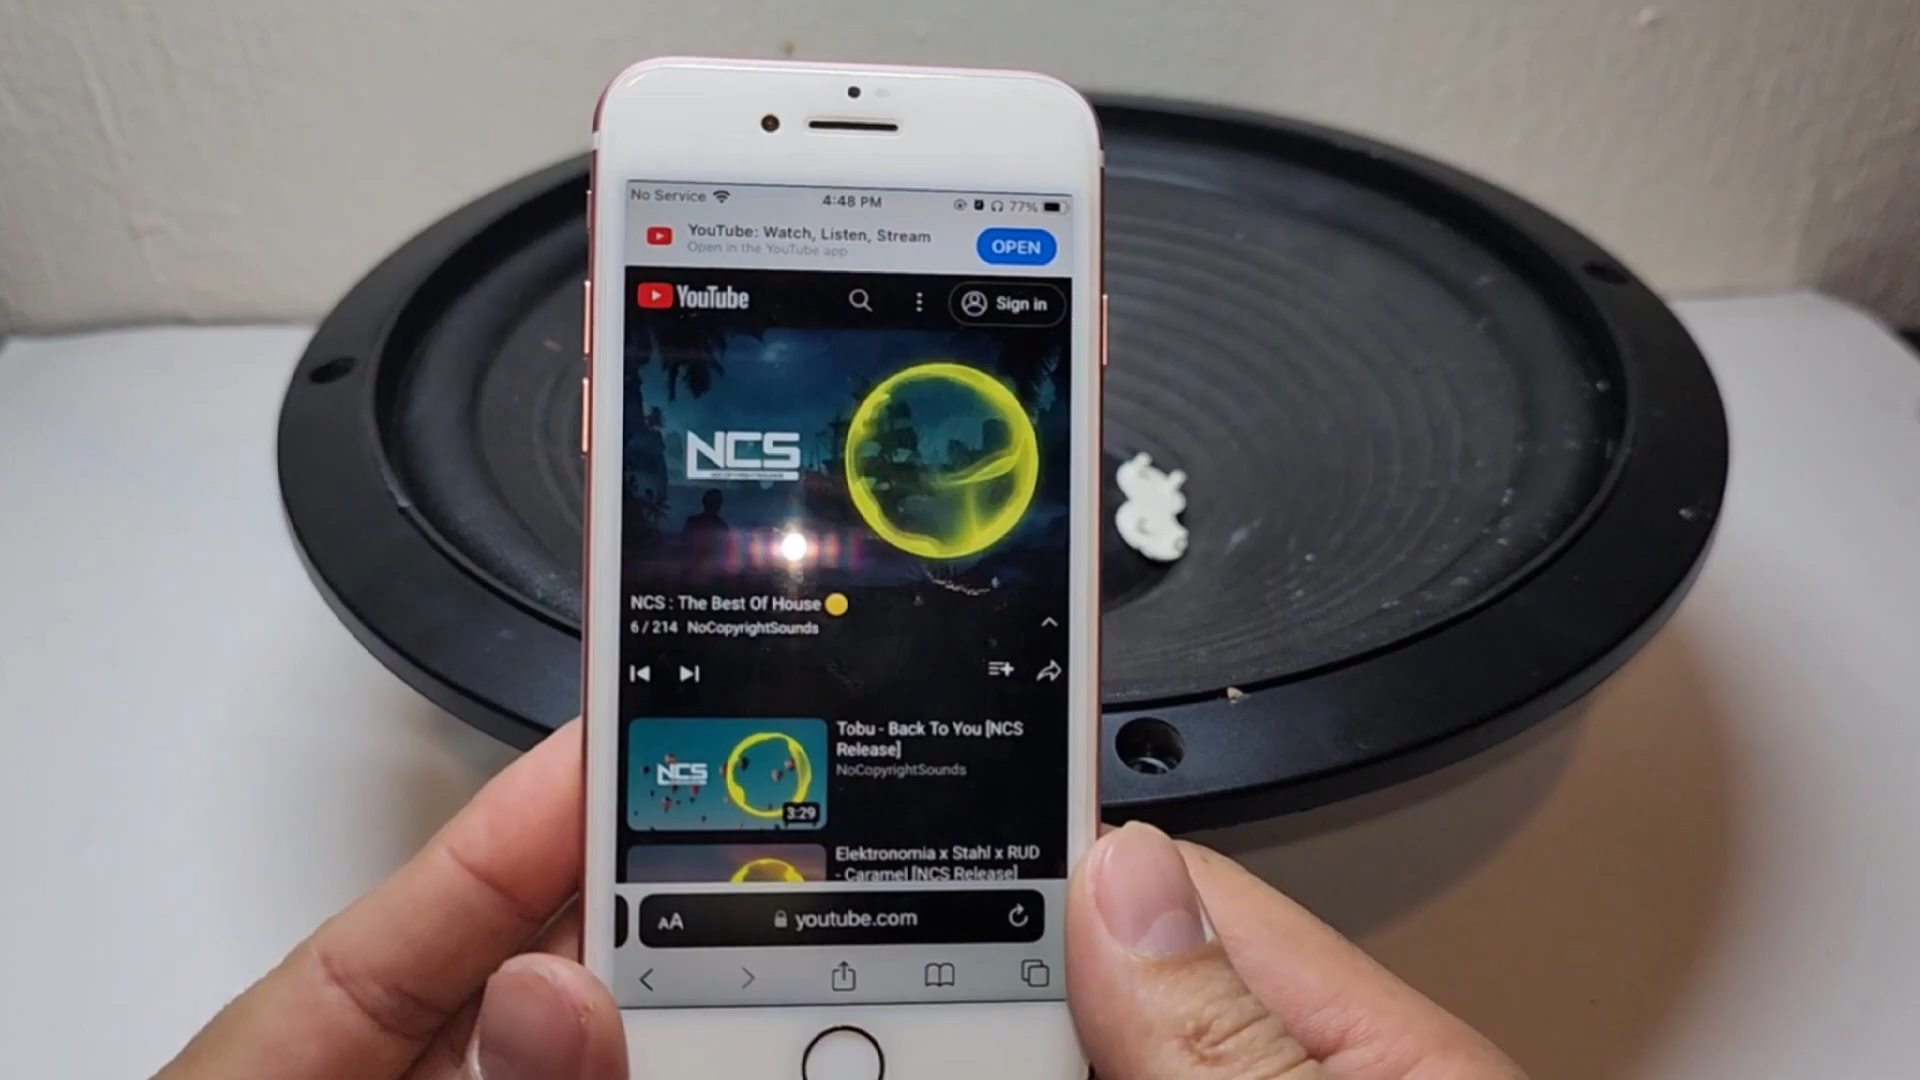 No Service
4:48 PM
77%
YouTube: Watch, Listen, Stream
Open in the YouTube app
OPEN
YouTube
Sign in
NCS
NCS : The Best Of House
6 / 214 NoCopyrightSounds
Tobu - Back To You [NCS
Release]
NoCopyrightSounds
NCS
3:29
Elektronomia x Stahl x RUD
- Caramel [NCS Release]
AA
youtube.com